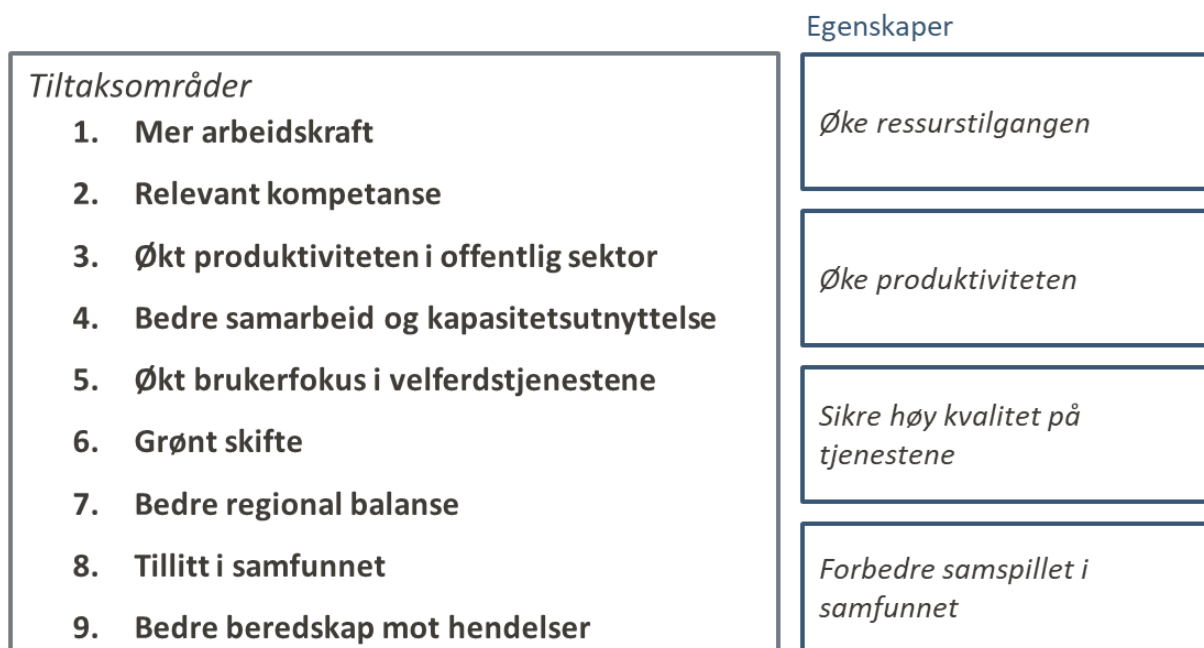 Tiltaksområder
1. Mer arbeidskraft
2. Relevant kompetanse
3. Økt produktiviteten i offentlig sektor
4. Bedre samarbeid og kapasitetsutnyttelse
5. Økt brukerfokus i velferdstjenestene
6. Grønt skifte
7. Bedre regional balanse
8. Tillitt i samfunnet
9. Bedre beredskap mot hendelser
Egenskaper
Øke ressurstilgangen
Øke produktiviteten
Sikre høy kvalitet på
tjenestene
Forbedre samspillet i
samfunnet